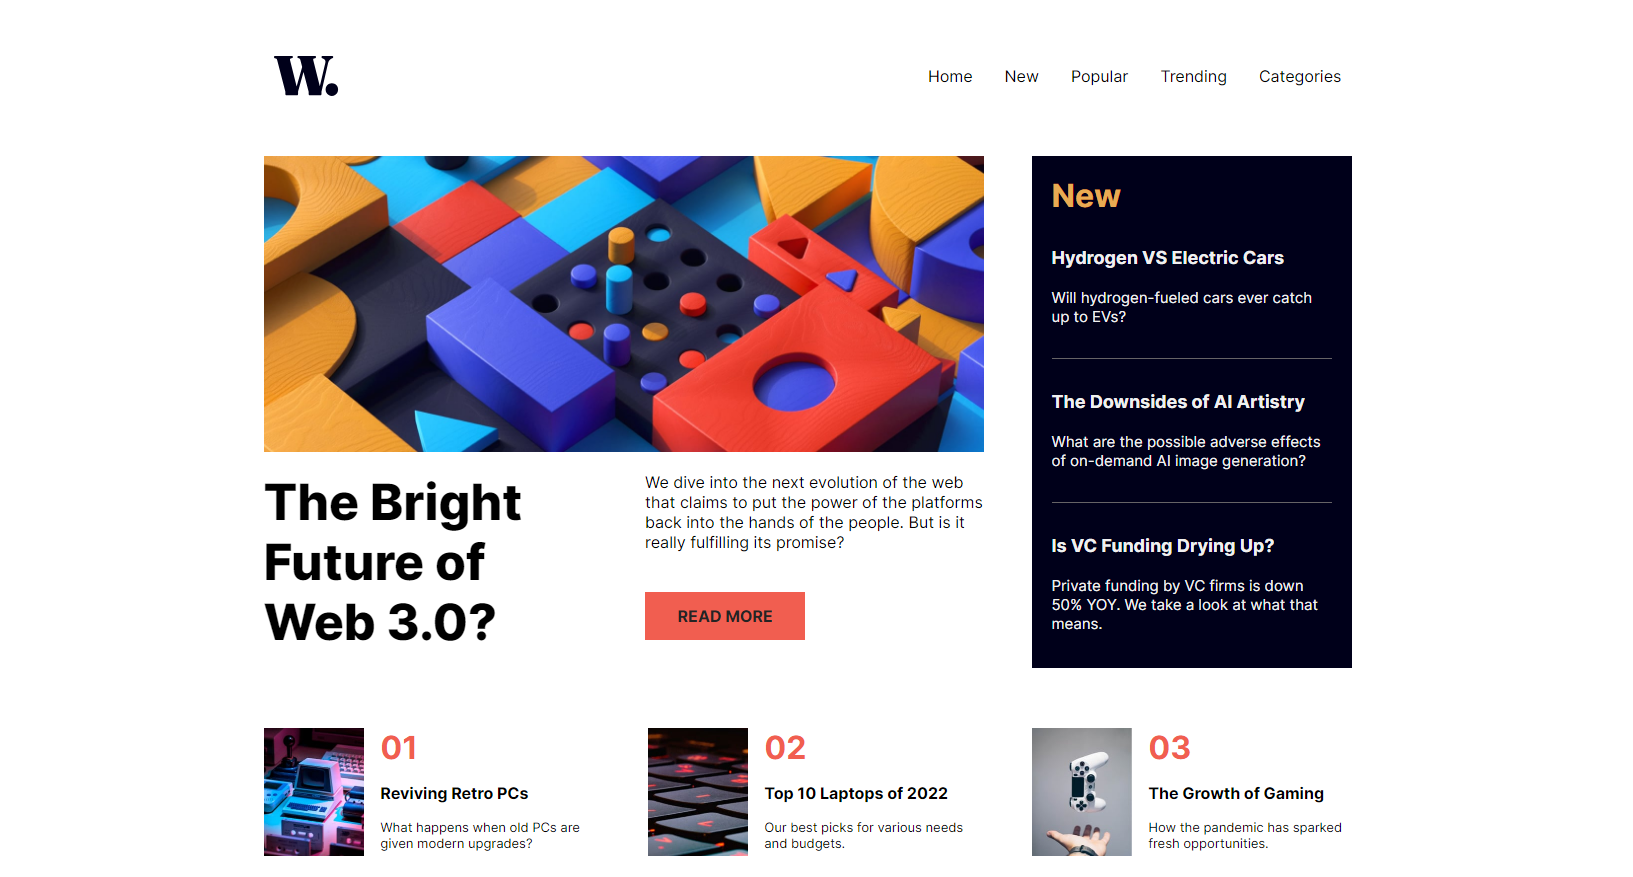 W.
Home New Popular Trending Categories
The Bright
Future of
Web 3.0?
We dive into the next evolution of the web
that claims to put the power of the platforms
back into the hands of the people. But is it
really fulfilling its promise?
READ MORE
New
Hydrogen VS Electric Cars
Will hydrogen-fueled cars ever catch
up to EVs?
The Downsides of AI Artistry
What are the possible adverse effects
of on-demand AI image generation?
Is VC Funding Drying Up?
Private funding by VC firms is down
50% YOY. We take a look at what that
means.
01
Reviving Retro PCs
What happens when old PCs are
given modern upgrades?
02
Top 10 Laptops of 2022
Our best picks for various needs
and budgets.
03
The Growth of Gaming
How the pandemic has sparked
fresh opportunities.